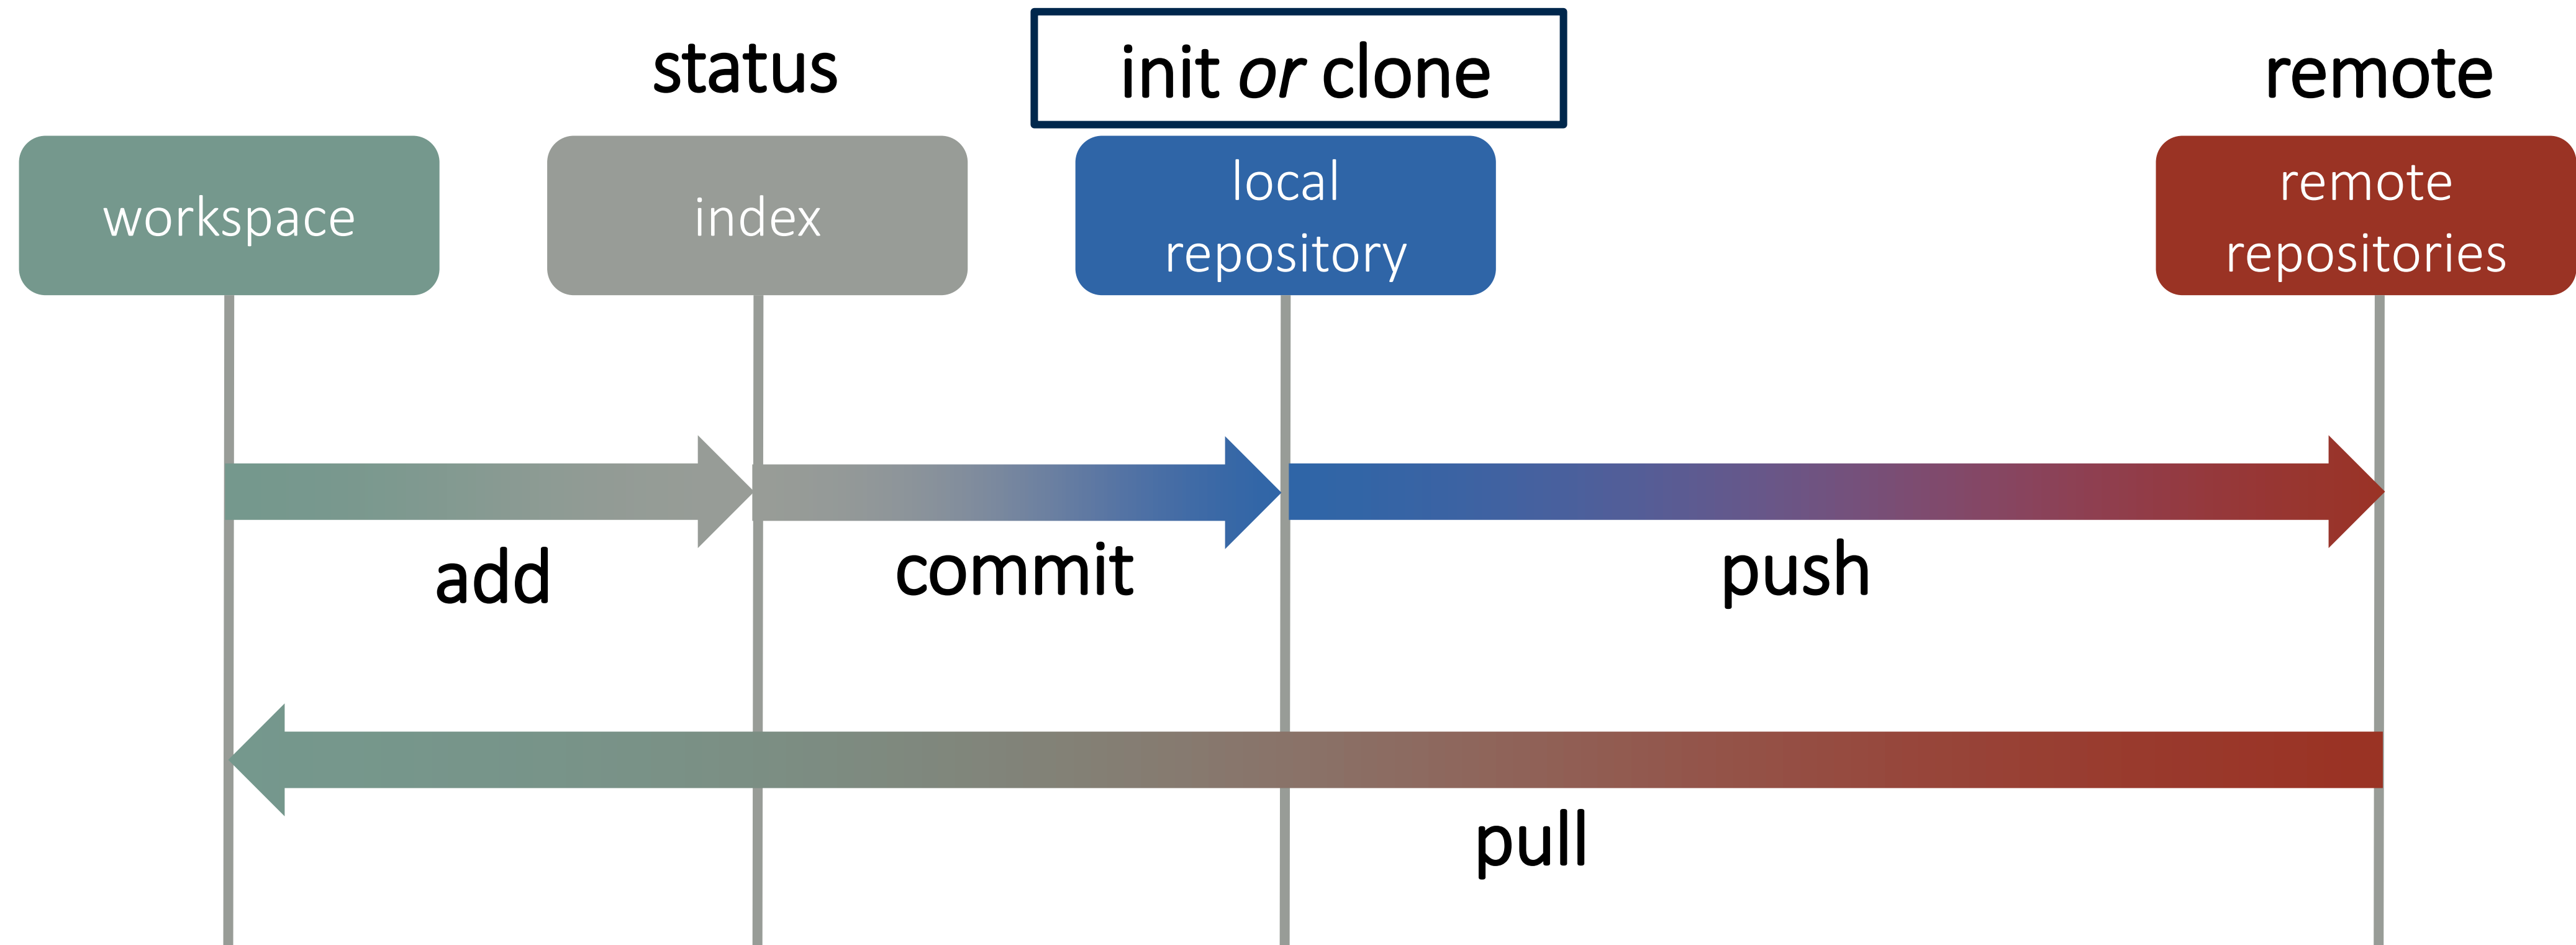 status
init or clone
remote
workspace
index
local
repository
remote
repositories
add
commit
push
pull